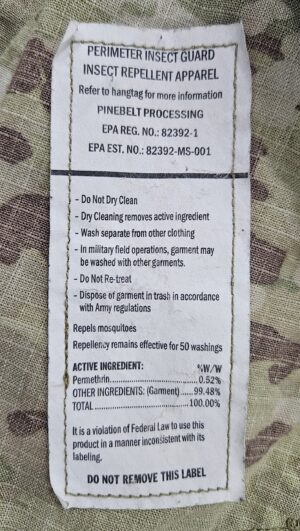 PERIMETER INSECT GUARD
INSECT REPELLENT APPAREL
Refer to hangtag for more information
PINEBELT PROCESSING
EPA REG. NO.: 82392-1
EPA EST. NO.: 82392-MS-001
- Do Not Dry Clean
- Dry Cleaning removes active ingredient
- Wash separate from other clothing
- In military field operations, garment may
be washed with other garments.
- Do Not Re-treat
- Dispose of garment in trash in accordance
with Army regulations
Repels mosquitoes
Repellency remains effective for 50 washings
ACTIVE INGREDIENT: %W/W
Permethrin..............................0.52%
OTHER INGREDIENTS: (Garment).....99.48%
TOTAL..................................100.00%
It is a violation of Federal Law to use this
product in a manner inconsistent with its
labeling.
DO NOT REMOVE THIS LABEL